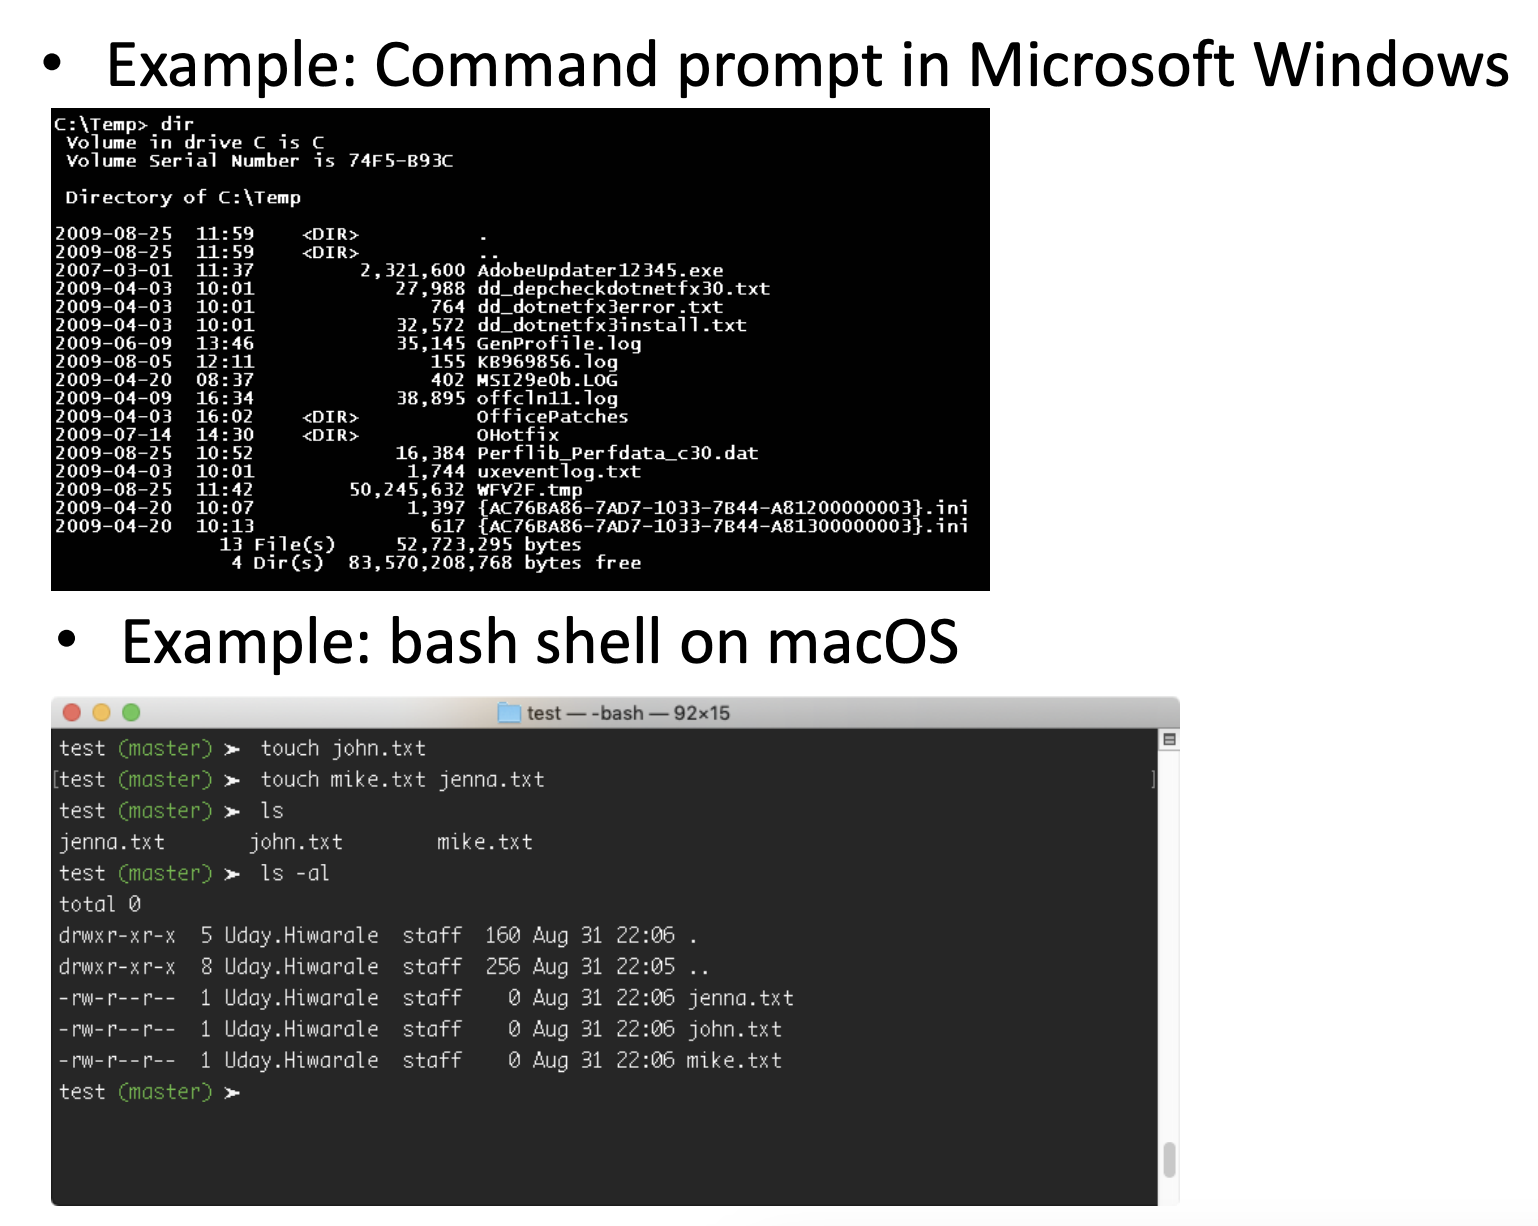 • Example: Command prompt in Microsoft Windows
C:\Temp> dir
 Volume in drive C is C
 Volume Serial Number is 74F5-B93C
 Directory of C:\Temp
2009-08-25  11:59    <DIR>          .
2009-08-25  11:59    <DIR>          ..
2007-03-01  11:37         2,321,600 AdobeUpdater12345.exe
2009-04-03  10:01            27,988 dd_depcheckdotnetfx30.txt
2009-04-03  10:01               764 dd_dotnetfx3error.txt
2009-04-03  10:01            32,572 dd_dotnetfx3install.txt
2009-06-09  13:46            35,145 GenProfile.log
2009-08-05  12:11               155 KB969856.log
2009-04-20  08:37               402 MSI29e0b.LOG
2009-04-09  16:34            38,895 offcln11.log
2009-04-03  16:02    <DIR>          OfficePatches
2009-07-14  14:30    <DIR>          OHotfix
2009-08-25  10:52            16,384 Perflib_Perfdata_c30.dat
2009-04-03  10:01             1,744 uxeventlog.txt
2009-08-25  11:42        50,245,632 WFV2F.tmp
2009-04-20  10:07             1,397 {AC76BA86-7AD7-1033-7B44-A81200000003}.ini
2009-04-20  10:13               617 {AC76BA86-7AD7-1033-7B44-A81300000003}.ini
              13 File(s)     52,723,295 bytes
               4 Dir(s)  83,570,208,768 bytes free
• Example: bash shell on macOS
test — -bash — 92×15
test (master) ➤  touch john.txt
[test (master) ➤  touch mike.txt jenna.txt ]
test (master) ➤  ls
jenna.txt       john.txt        mike.txt
test (master) ➤  ls -al
total 0
drwxr-xr-x  5 Uday.Hiwarale  staff  160 Aug 31 22:06 .
drwxr-xr-x  8 Uday.Hiwarale  staff  256 Aug 31 22:05 ..
-rw-r--r--  1 Uday.Hiwarale  staff    0 Aug 31 22:06 jenna.txt
-rw-r--r--  1 Uday.Hiwarale  staff    0 Aug 31 22:06 john.txt
-rw-r--r--  1 Uday.Hiwarale  staff    0 Aug 31 22:06 mike.txt
test (master) ➤